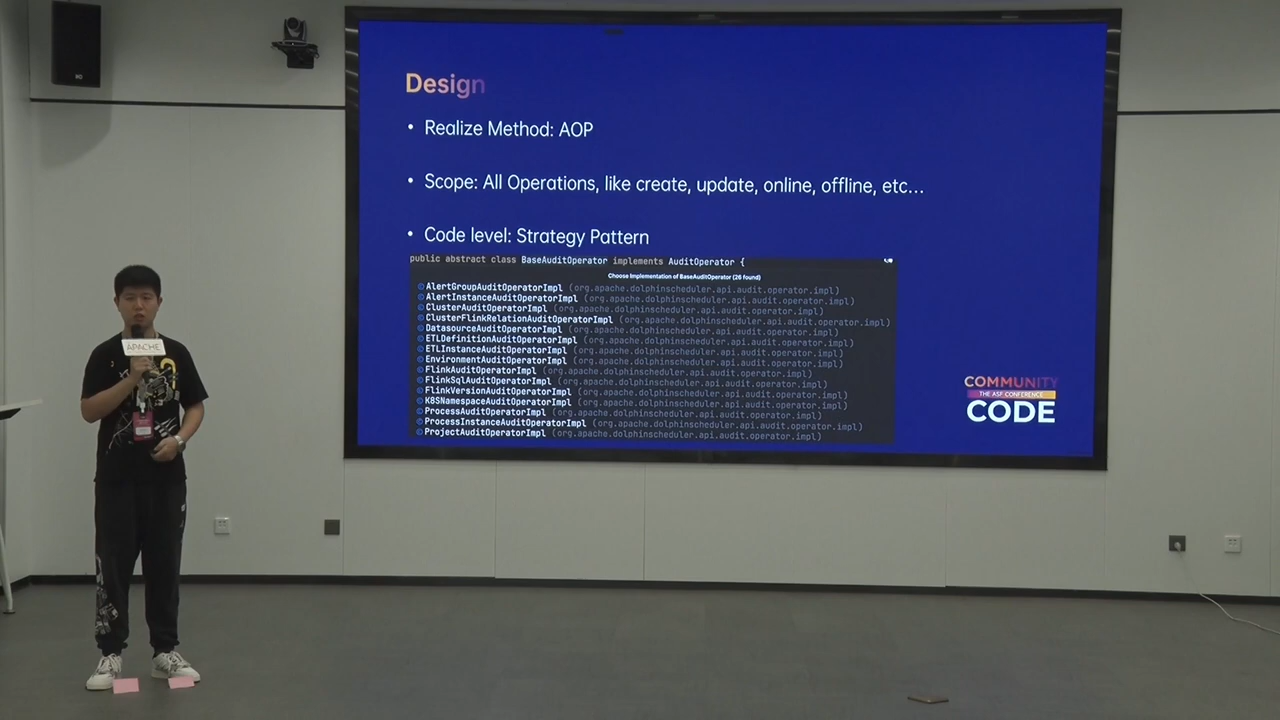 Design
• Realize Method: AOP
• Scope: All Operations, like create, update, online, offline, etc...
• Code level: Strategy Pattern
public abstract class BaseAuditOperator implements AuditOperator {
Choose Implementation of BaseAuditOperator (26 found)
AlertGroupAuditOperatorImpl (org.apache.dolphinscheduler.api.audit.operator.impl)
AlertInstanceAuditOperatorImpl (org.apache.dolphinscheduler.api.audit.operator.impl)
ClusterAuditOperatorImpl (org.apache.dolphinscheduler.api.audit.operator.impl)
ClusterFlinkRelationAuditOperatorImpl (org.apache.dolphinscheduler.api.audit.operator.impl)
DatasourceAuditOperatorImpl (org.apache.dolphinscheduler.api.audit.operator.impl)
ETLDefinitionAuditOperatorImpl (org.apache.dolphinscheduler.api.audit.operator.impl)
ETLInstanceAuditOperatorImpl (org.apache.dolphinscheduler.api.audit.operator.impl)
EnvironmentAuditOperatorImpl (org.apache.dolphinscheduler.api.audit.operator.impl)
FlinkAuditOperatorImpl (org.apache.dolphinscheduler.api.audit.operator.impl)
FlinkSqlAuditOperatorImpl (org.apache.dolphinscheduler.api.audit.operator.impl)
FlinkVersionAuditOperatorImpl (org.apache.dolphinscheduler.api.audit.operator.impl)
K8SNamespaceAuditOperatorImpl (org.apache.dolphinscheduler.api.audit.operator.impl)
ProcessAuditOperatorImpl (org.apache.dolphinscheduler.api.audit.operator.impl)
ProcessInstanceAuditOperatorImpl (org.apache.dolphinscheduler.api.audit.operator.impl)
ProjectAuditOperatorImpl (org.apache.dolphinscheduler.api.audit.operator.impl)
COMMUNITY
THE ASF CONFERENCE
CODE
APACHE